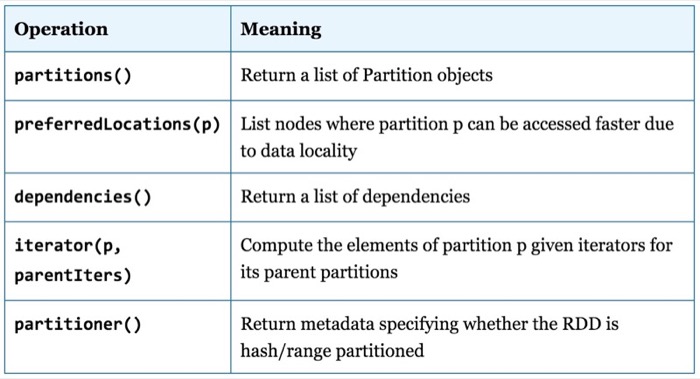 Operation Meaning
partitions() Return a list of Partition objects
preferredLocations(p) List nodes where partition p can be accessed faster due
to data locality
dependencies() Return a list of dependencies
iterator(p, Compute the elements of partition p given iterators for
parentIters) its parent partitions
partitioner() Return metadata specifying whether the RDD is
hash/range partitioned